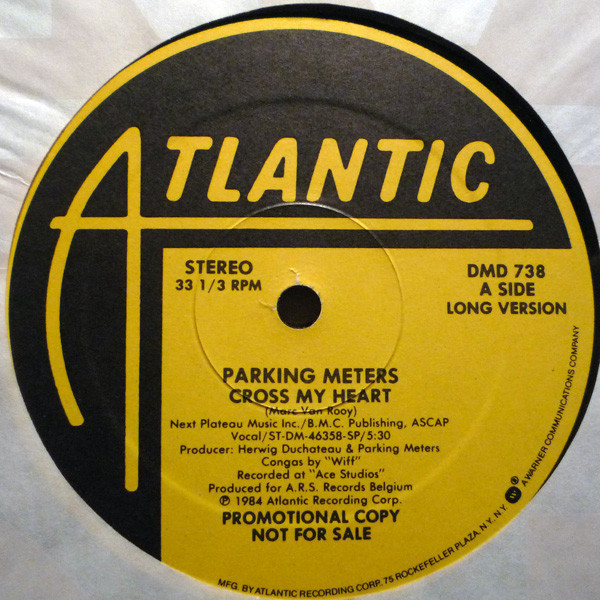 ATLANTIC
STEREO
33 1/3 RPM
DMD 738
A SIDE
LONG VERSION
PARKING METERS
CROSS MY HEART
(Marc Van Rooy)
Next Plateau Music Inc./B.M.C. Publishing, ASCAP
Vocal/ST-DM-46358-SP/5:30
Producer: Herwig Duchateau & Parking Meters
Congas by "Wiff"
Recorded at "Ace Studios"
Produced for A.R.S. Records Belgium
℗ 1984 Atlantic Recording Corp.
PROMOTIONAL COPY
NOT FOR SALE
MFG. BY ATLANTIC RECORDING CORP. 75 ROCKEFELLER PLAZA, N.Y., N.Y. ® A WARNER COMMUNICATIONS COMPANY